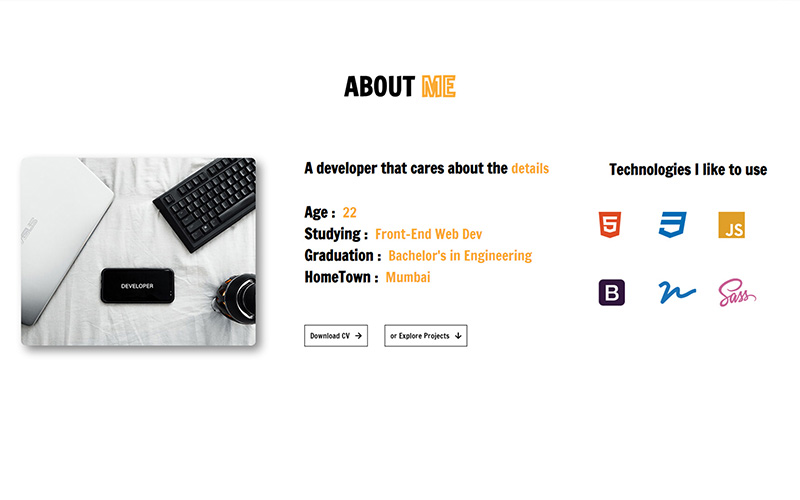 ABOUT ME
ASUS
DEVELOPER
A developer that cares about the details
Age : 22
Studying : Front-End Web Dev
Graduation : Bachelor's in Engineering
HomeTown : Mumbai
Download CV →
or Explore Projects ↓
Technologies I like to use
5
3
JS
B
Sass